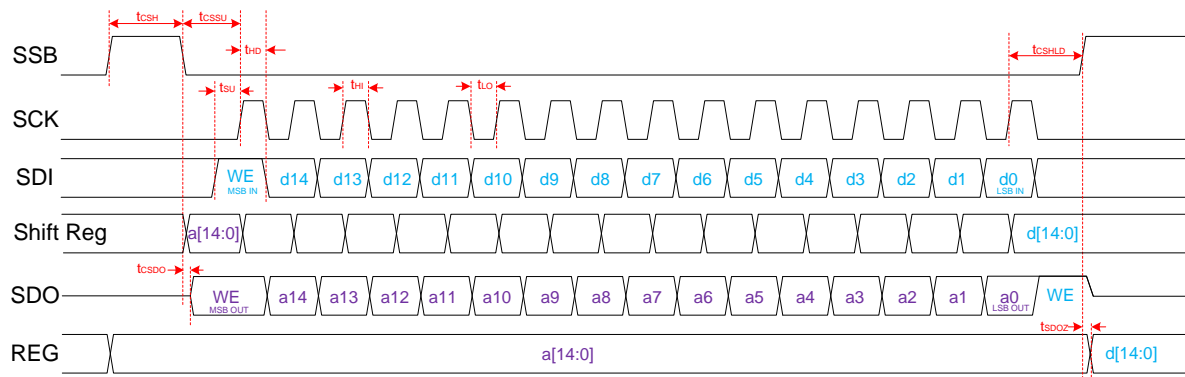 tCSH tCSSU
SSB tHD tCSHLD
tSU tHI tLO
SCK
SDI WE d14 d13 d12 d11 d10 d9 d8 d7 d6 d5 d4 d3 d2 d1 d0
MSB IN LSB IN
Shift Reg a[14:0] d[14:0]
tCSDO
SDO WE a14 a13 a12 a11 a10 a9 a8 a7 a6 a5 a4 a3 a2 a1 a0 WE
MSB OUT LSB OUT
tSDOZ
REG a[14:0] d[14:0]